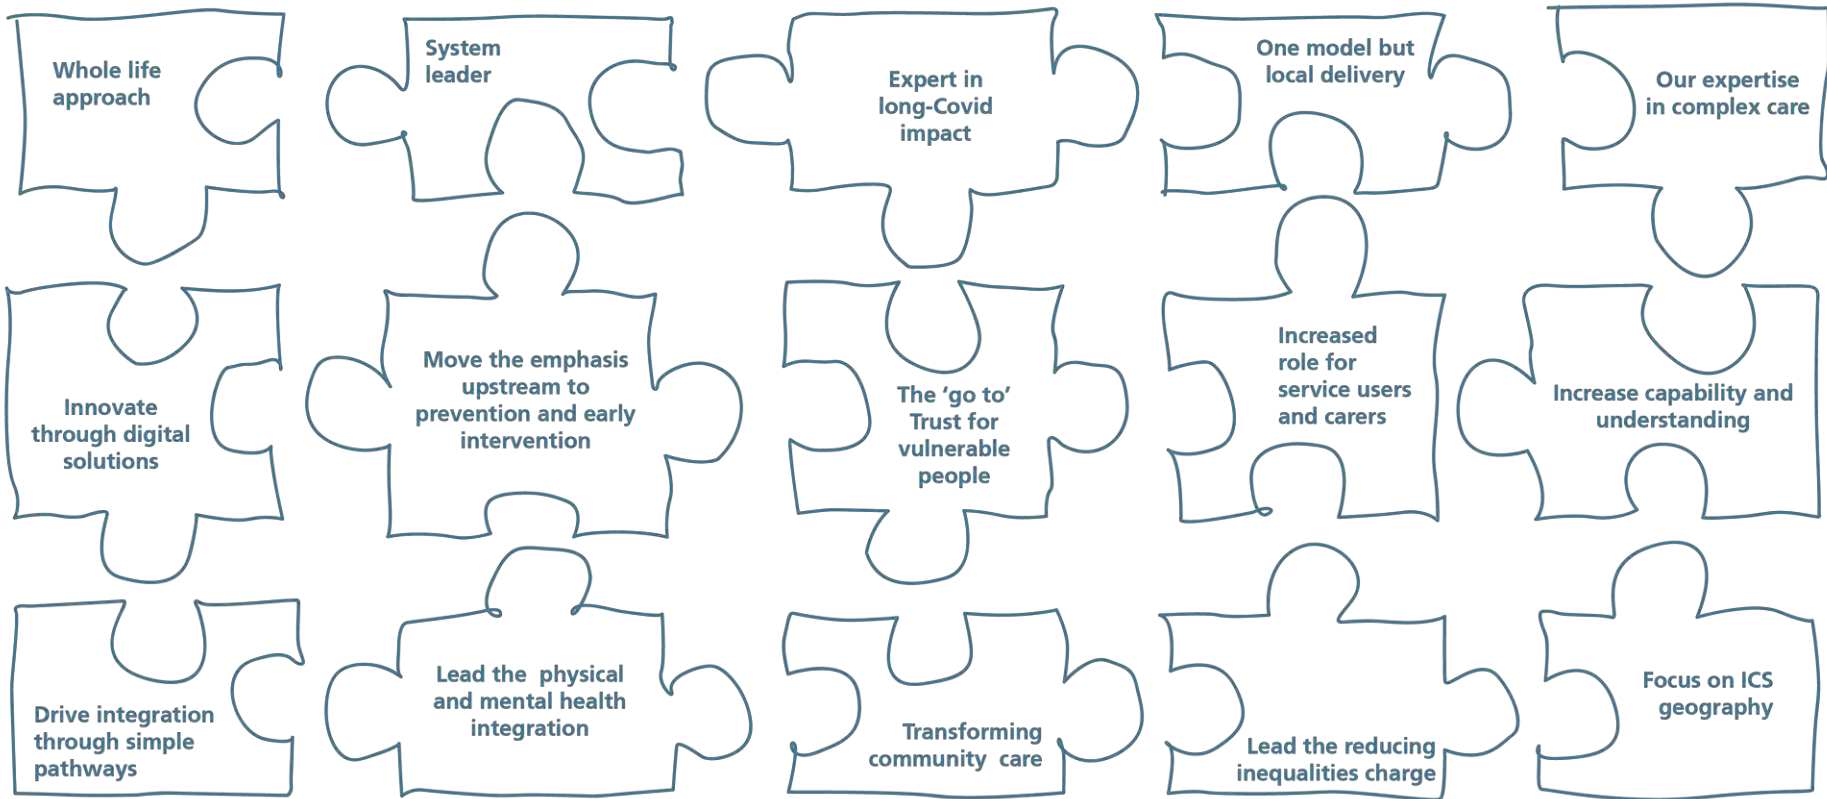 Whole life
approach
System
leader
Expert in
long-Covid
impact
One model but
local delivery
Our expertise
in complex care
Innovate
through digital
solutions
Move the emphasis
upstream to
prevention and early
intervention
The ‘go to’
Trust for
vulnerable
people
Increased
role for
service users
and carers
Increase capability and
understanding
Drive integration
through simple
pathways
Lead the  physical
and mental health
integration
Transforming
community  care
Lead the reducing
inequalities charge
Focus on ICS
geography